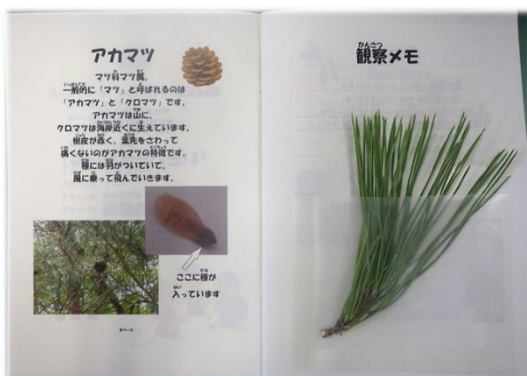 アカマツ
マツ科マツ属。
一般的に「マツ」と呼ばれるのは
「アカマツ」と「クロマツ」です。
アカマツは山に、
クロマツは海岸近くに生えています。
樹皮が赤く、葉先をさわって
痛くないのがアカマツの特徴です。
種には羽がついていて、
風に乗って飛んでいきます。
ここに種が
入っています
観察メモ